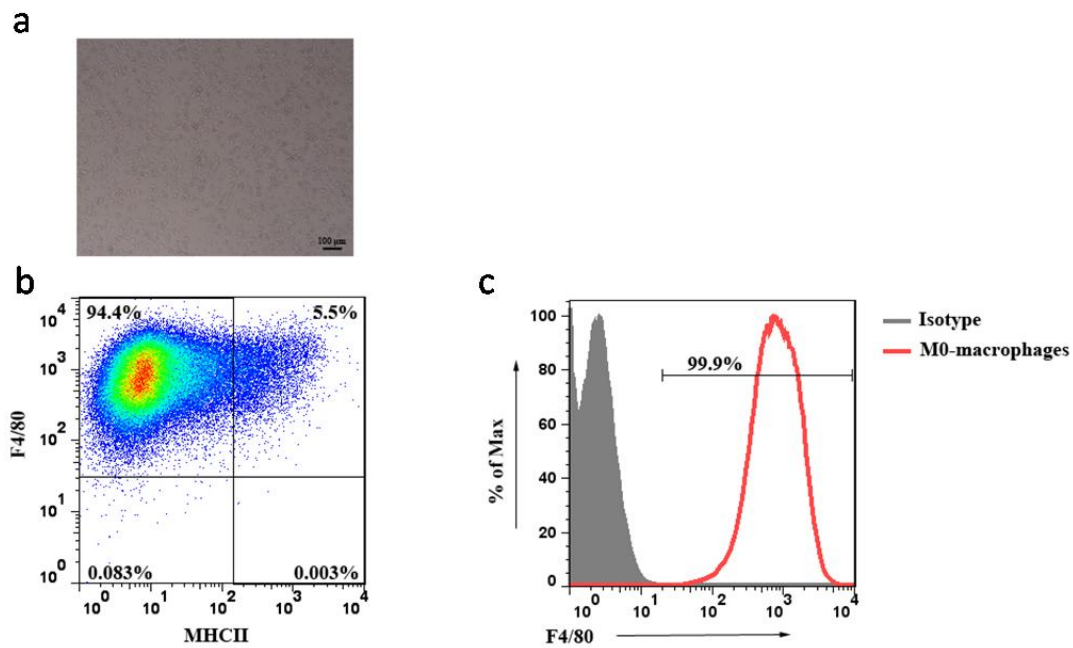 a
100 μm
b
c
94.4%
5.5%
0.083%
0.003%
10^4
10^3
10^2
10^1
10^0
F4/80
10^0 10^1 10^2 10^3 10^4
MHCII
100
80
60
40
20
0
% of Max
99.9%
10^0 10^1 10^2 10^3 10^4
F4/80
Isotype
M0-macrophages